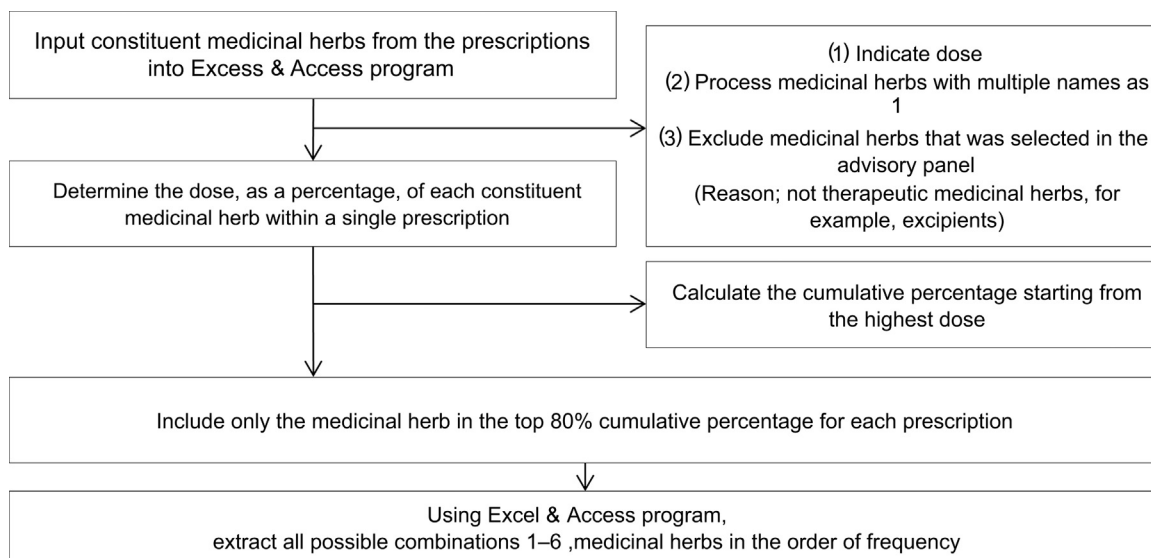 Input constituent medicinal herbs from the prescriptions
into Excess & Access program
(1) Indicate dose
(2) Process medicinal herbs with multiple names as
1
(3) Exclude medicinal herbs that was selected in the
advisory panel
(Reason; not therapeutic medicinal herbs, for
example, excipients)
Determine the dose, as a percentage, of each constituent
medicinal herb within a single prescription
Calculate the cumulative percentage starting from
the highest dose
Include only the medicinal herb in the top 80% cumulative percentage for each prescription
Using Excel & Access program,
extract all possible combinations 1–6 ,medicinal herbs in the order of frequency